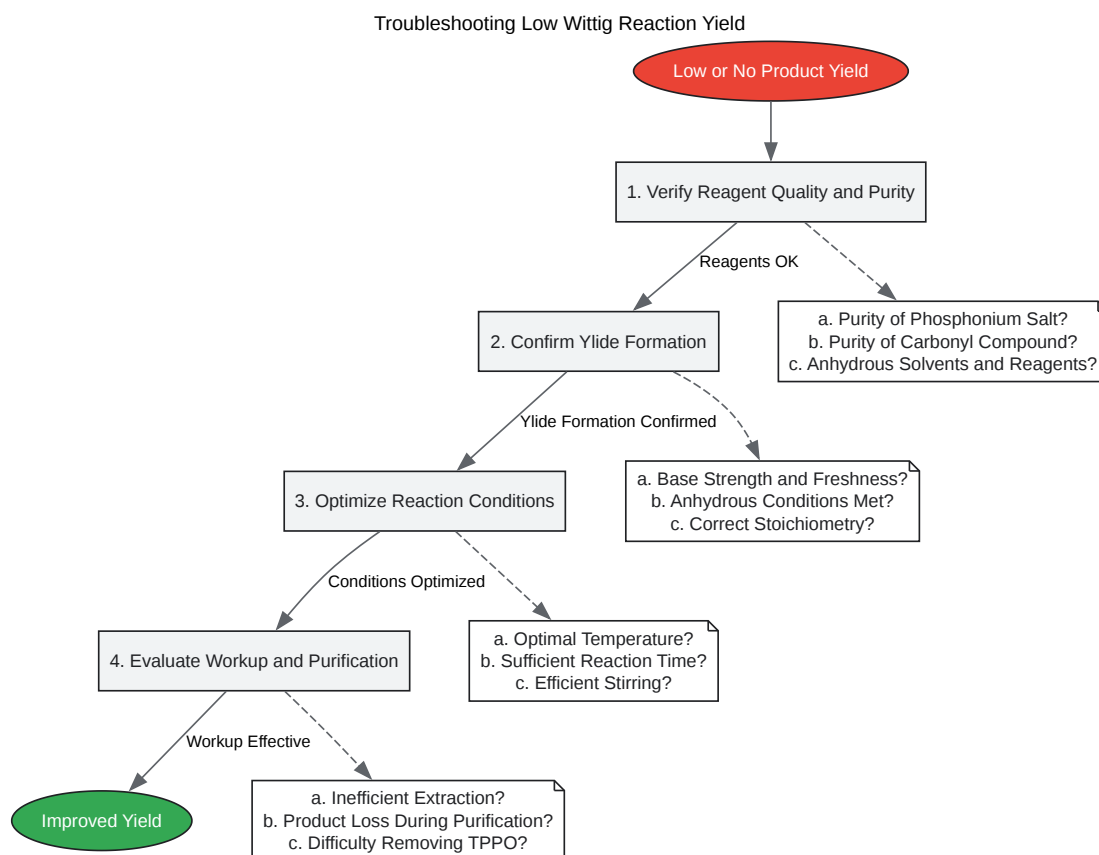 Troubleshooting Low Wittig Reaction Yield
Low or No Product Yield
1. Verify Reagent Quality and Purity
Reagents OK
a. Purity of Phosphonium Salt?
b. Purity of Carbonyl Compound?
c. Anhydrous Solvents and Reagents?
2. Confirm Ylide Formation
Ylide Formation Confirmed
a. Base Strength and Freshness?
b. Anhydrous Conditions Met?
c. Correct Stoichiometry?
3. Optimize Reaction Conditions
Conditions Optimized
a. Optimal Temperature?
b. Sufficient Reaction Time?
c. Efficient Stirring?
4. Evaluate Workup and Purification
Workup Effective
a. Inefficient Extraction?
b. Product Loss During Purification?
c. Difficulty Removing TPPO?
Improved Yield